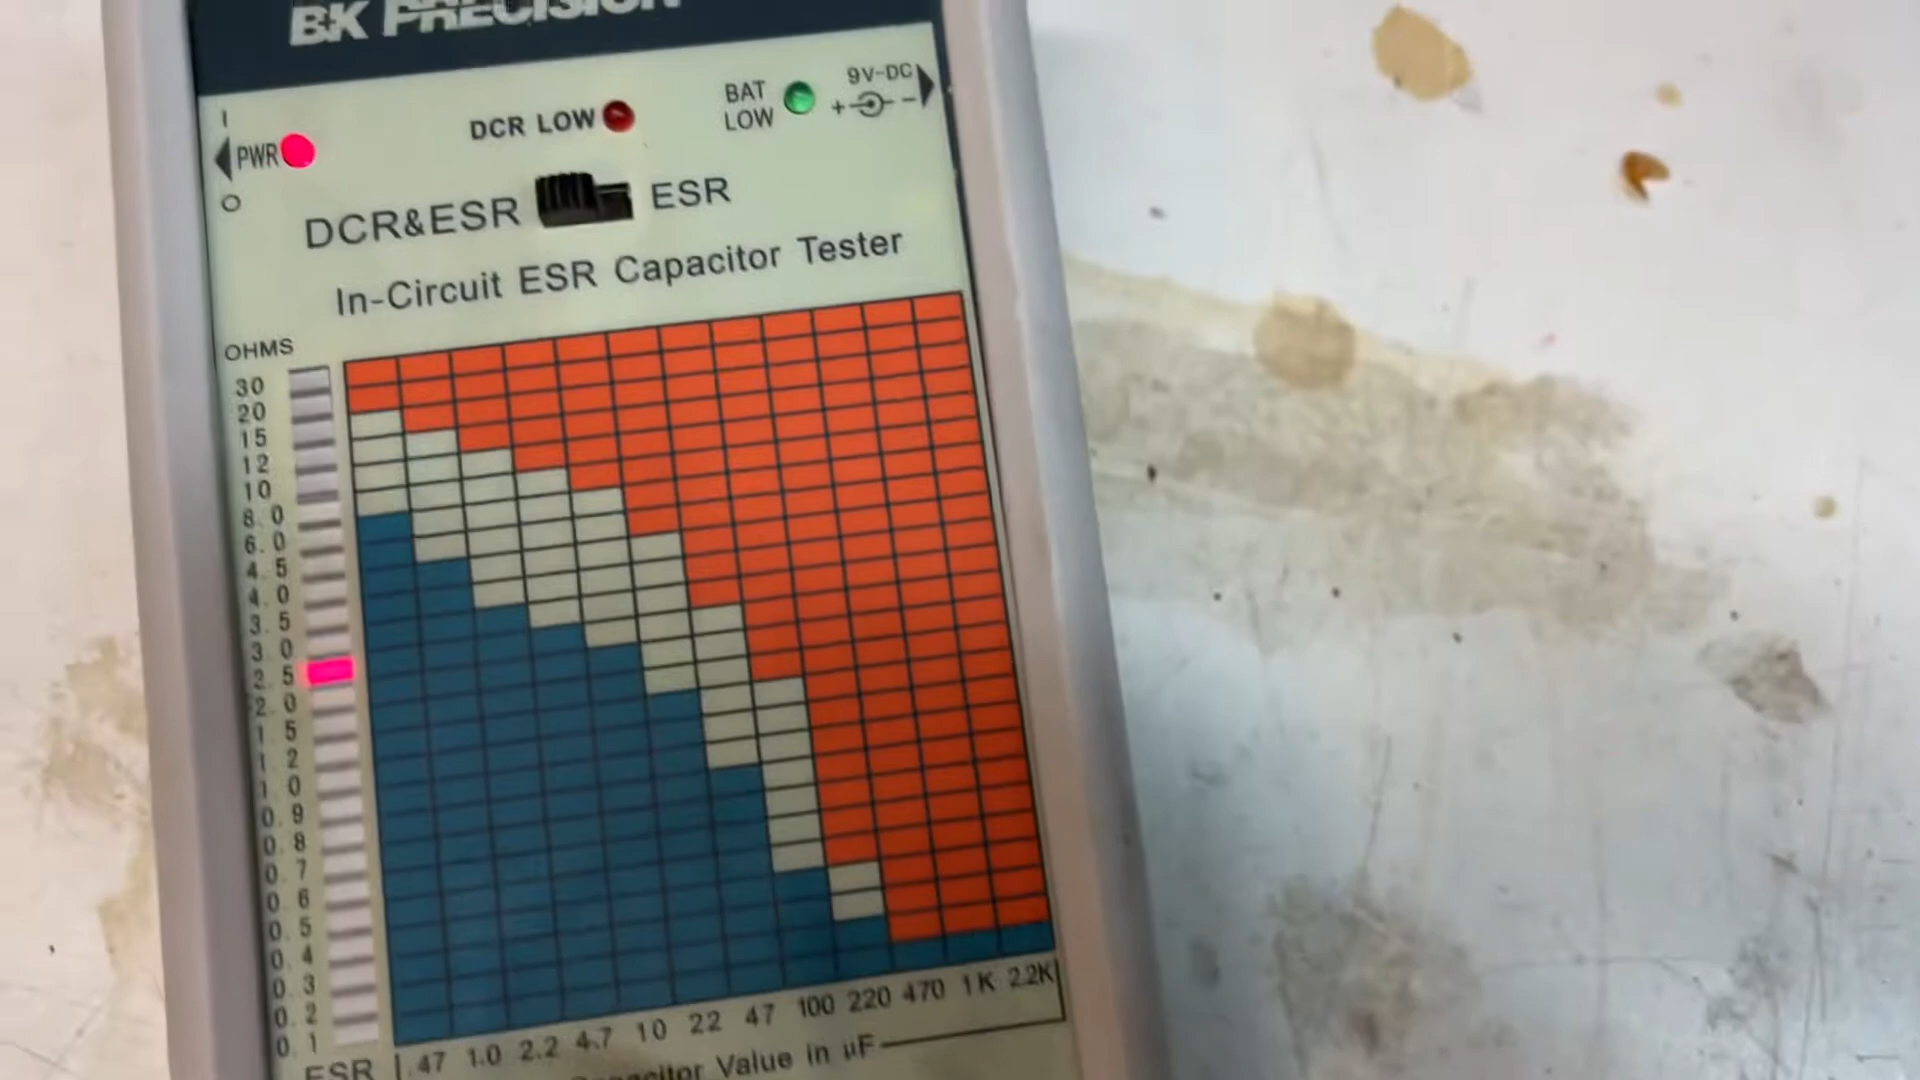 BK PRECISION
I
PWR
O
DCR LOW
BAT
LOW
9V-DC
+ -
DCR&ESR
ESR
In-Circuit ESR Capacitor Tester
OHMS
30
20
15
12
10
8.0
6.0
4.5
4.0
3.5
3.0
2.5
2.0
1.5
1.2
1.0
0.9
0.8
0.7
0.6
0.5
0.4
0.3
0.2
0.1
ESR
.47 1.0 2.2 4.7 10 22 47 100 220 470 1K 2.2K
Capacitor Value in uF